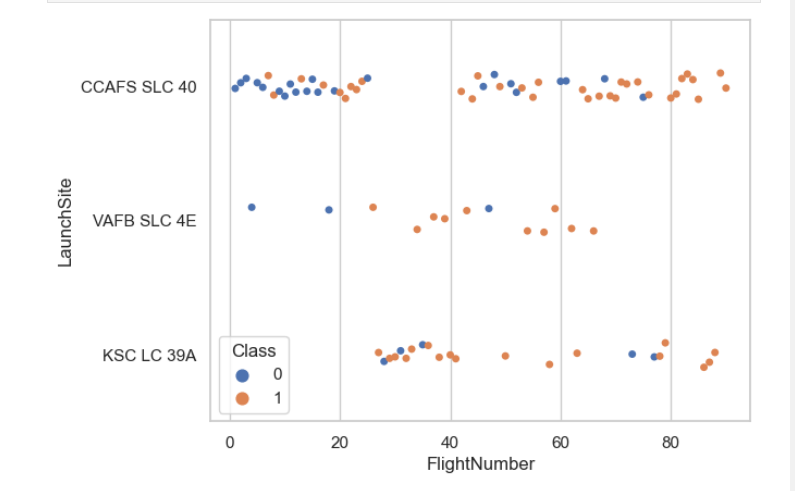 CCAFS SLC 40
VAFB SLC 4E
KSC LC 39A
LaunchSite
Class
0
1
0 20 40 60 80
FlightNumber